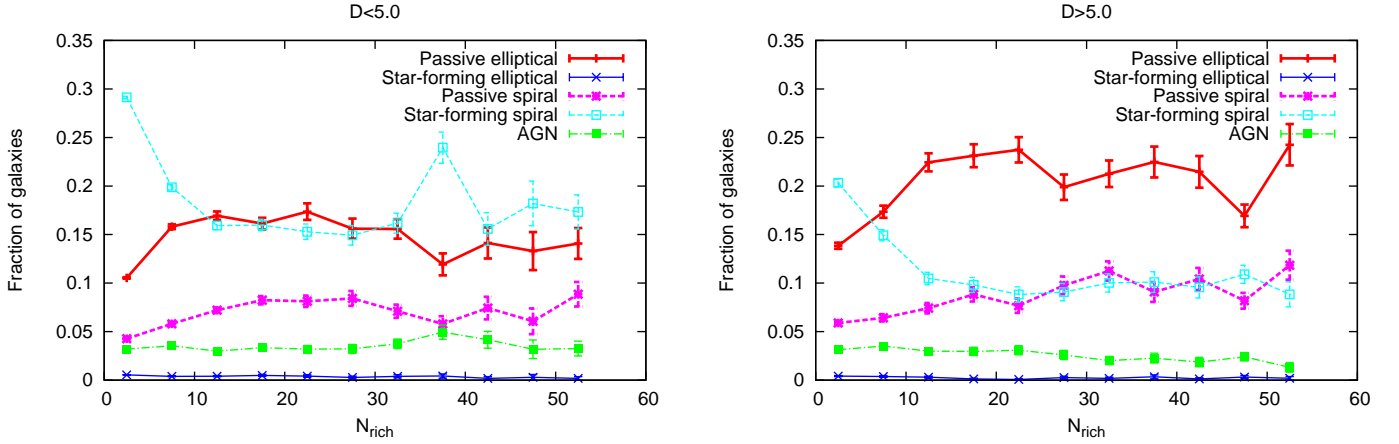 D<5.0
0.35
0.3
0.25
0.2
0.15
0.1
0.05
0
Fraction of galaxies
0 10 20 30 40 50 60
N_rich
Passive elliptical
Star-forming elliptical
Passive spiral
Star-forming spiral
AGN
D>5.0
0.35
0.3
0.25
0.2
0.15
0.1
0.05
0
Fraction of galaxies
0 10 20 30 40 50 60
N_rich
Passive elliptical
Star-forming elliptical
Passive spiral
Star-forming spiral
AGN